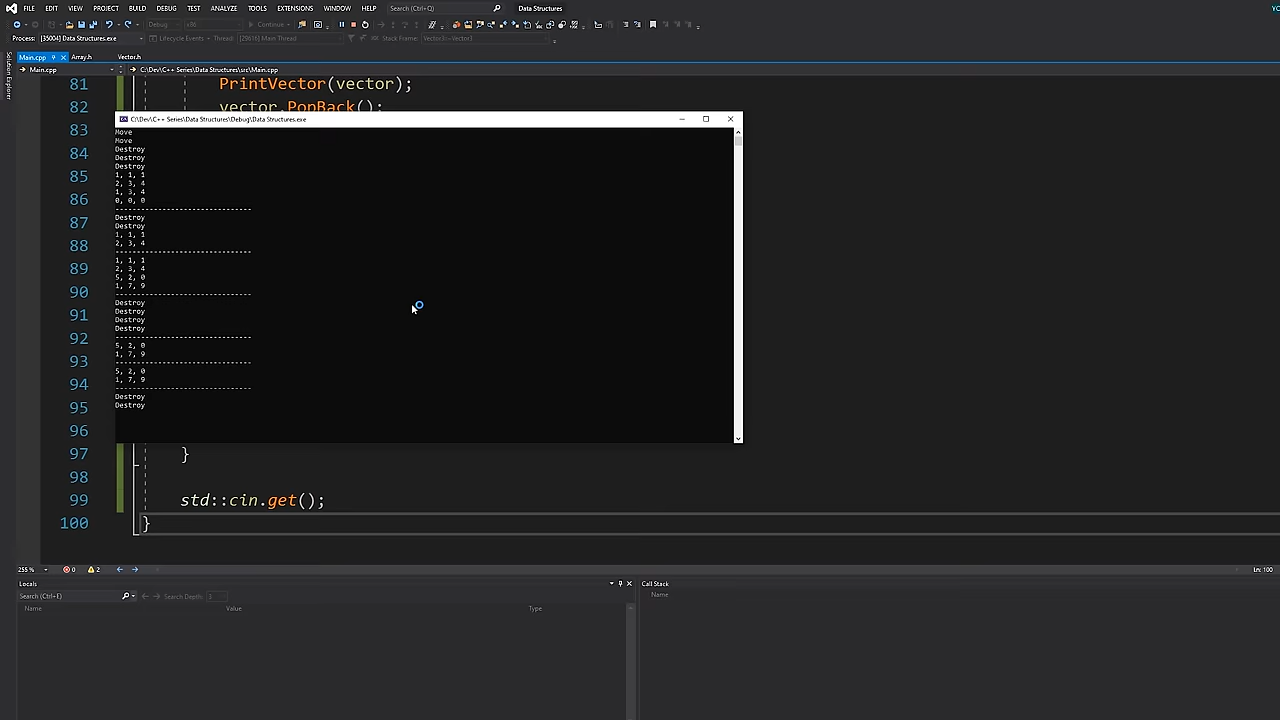 FILE EDIT VIEW PROJECT BUILD DEBUG TEST ANALYZE TOOLS EXTENSIONS WINDOW HELP Search (Ctrl+Q) Data Structures
Debug x86 Continue
Process: [35004] Data Structures.exe Lifecycle Events Thread: [29616] Main Thread Stack Frame: Vector3::~Vector3
Main.cpp Array.h Vector.h
Solution Explorer
Main.cpp C:\Dev\C++ Series\Data Structures\src\Main.cpp
81 PrintVector(vector);
82 vector.PopBack();
C:\Dev\C++ Series\Data Structures\Debug\Data Structures.exe
Move
Move
Destroy
Destroy
Destroy
1, 1, 1
2, 3, 4
1, 3, 4
0, 0, 0
--------------------------------
Destroy
Destroy
1, 1, 1
2, 3, 4
--------------------------------
1, 1, 1
2, 3, 4
5, 2, 0
1, 7, 9
--------------------------------
Destroy
Destroy
Destroy
Destroy
--------------------------------
5, 2, 0
1, 7, 9
--------------------------------
5, 2, 0
1, 7, 9
--------------------------------
Destroy
Destroy
83
84
85
86
87
88
89
90
91
92
93
94
95
96
97 }
98
99 std::cin.get();
100 }
255 % 0 2 Ln: 100
Locals
Search (Ctrl+E) Search Depth: 3
Name Value Type
Call Stack
Name